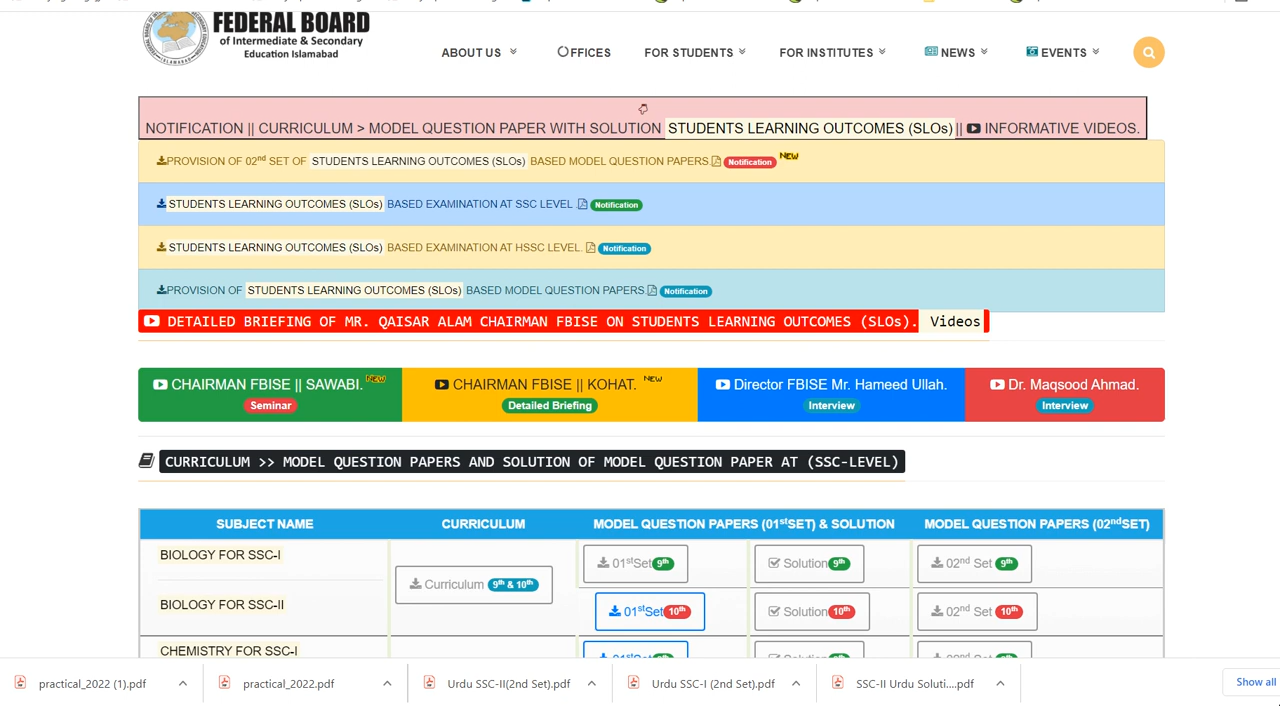 FEDERAL BOARD
of Intermediate & Secondary
Education Islamabad
ABOUT US OFFICES FOR STUDENTS FOR INSTITUTES NEWS EVENTS
NOTIFICATION || CURRICULUM > MODEL QUESTION PAPER WITH SOLUTION STUDENTS LEARNING OUTCOMES (SLOs) || INFORMATIVE VIDEOS.
PROVISION OF 02nd SET OF STUDENTS LEARNING OUTCOMES (SLOs) BASED MODEL QUESTION PAPERS. Notification NEW
STUDENTS LEARNING OUTCOMES (SLOs) BASED EXAMINATION AT SSC LEVEL. Notification
STUDENTS LEARNING OUTCOMES (SLOs) BASED EXAMINATION AT HSSC LEVEL. Notification
PROVISION OF STUDENTS LEARNING OUTCOMES (SLOs) BASED MODEL QUESTION PAPERS. Notification
DETAILED BRIEFING OF MR. QAISAR ALAM CHAIRMAN FBISE ON STUDENTS LEARNING OUTCOMES (SLOs). Videos
CHAIRMAN FBISE || SAWABI. NEW CHAIRMAN FBISE || KOHAT. NEW Director FBISE Mr. Hameed Ullah. Dr. Maqsood Ahmad.
Seminar Detailed Briefing Interview Interview
CURRICULUM >> MODEL QUESTION PAPERS AND SOLUTION OF MODEL QUESTION PAPER AT (SSC-LEVEL)
SUBJECT NAME CURRICULUM MODEL QUESTION PAPERS (01stSET) & SOLUTION MODEL QUESTION PAPERS (02ndSET)
BIOLOGY FOR SSC-I 01stSet 9th Solution 9th 02nd Set 9th
Curriculum 9th & 10th
BIOLOGY FOR SSC-II 01stSet 10th Solution 10th 02nd Set 10th
CHEMISTRY FOR SSC-I 01stSet 9th Solution 9th 02nd Set 9th
practical_2022 (1).pdf practical_2022.pdf Urdu SSC-II(2nd Set).pdf Urdu SSC-I (2nd Set).pdf SSC-II Urdu Soluti....pdf Show all